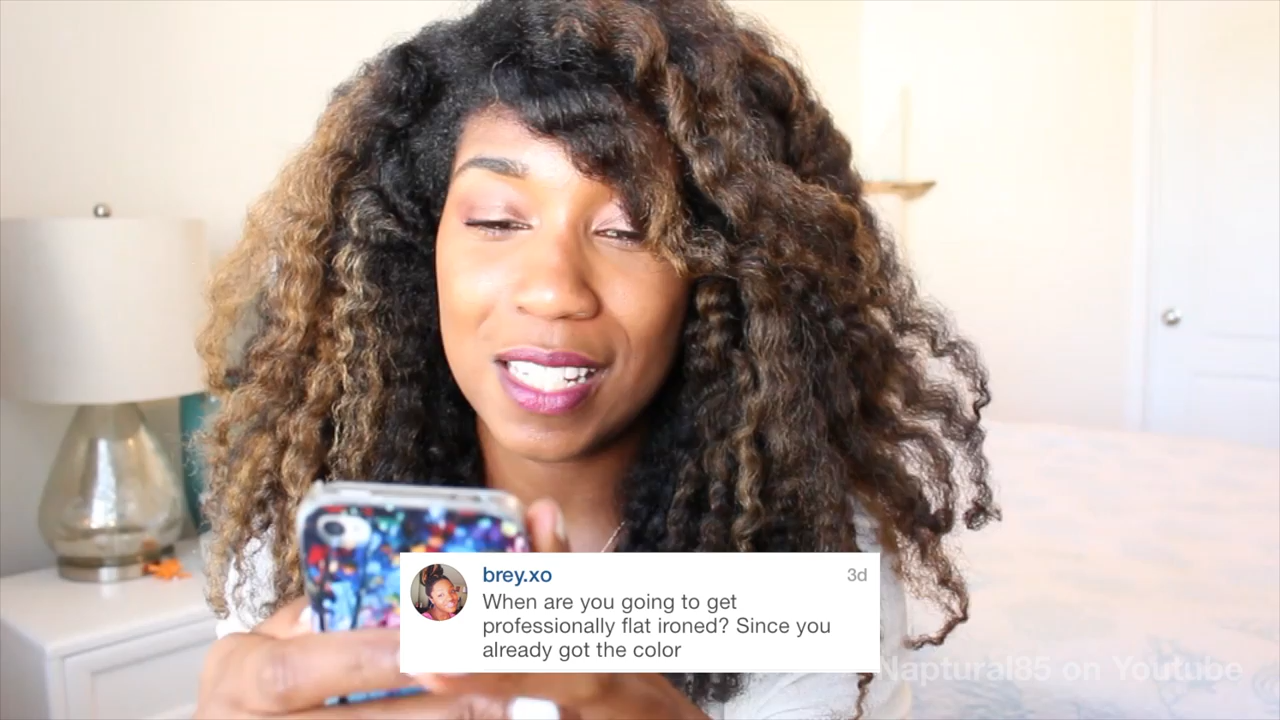 brey.xo 3d
When are you going to get
professionally flat ironed? Since you
already got the color
Naptural85 on Youtube